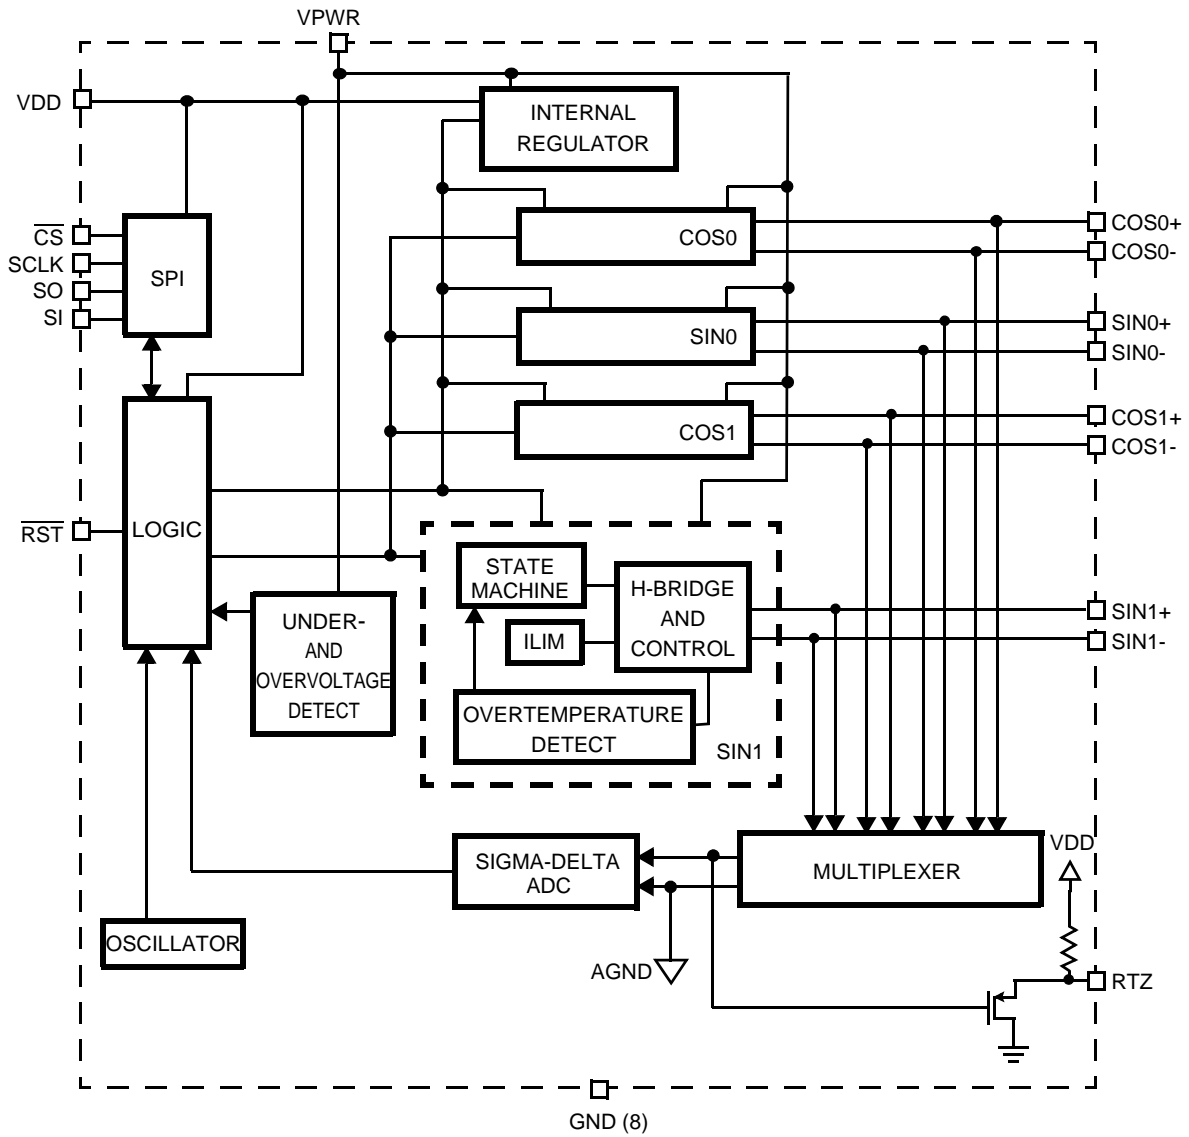 VPWR
VDD
INTERNAL
REGULATOR
CS
SCLK
SO
SI
SPI
COS0
COS0+
COS0-
SIN0
SIN0+
SIN0-
COS1
COS1+
COS1-
RST
LOGIC
STATE
MACHINE
H-BRIDGE
AND
CONTROL
ILIM
OVERTEMPERATURE
DETECT
SIN1
SIN1+
SIN1-
UNDER-
AND
OVERVOLTAGE
DETECT
SIGMA-DELTA
ADC
MULTIPLEXER
VDD
OSCILLATOR
AGND
RTZ
GND (8)